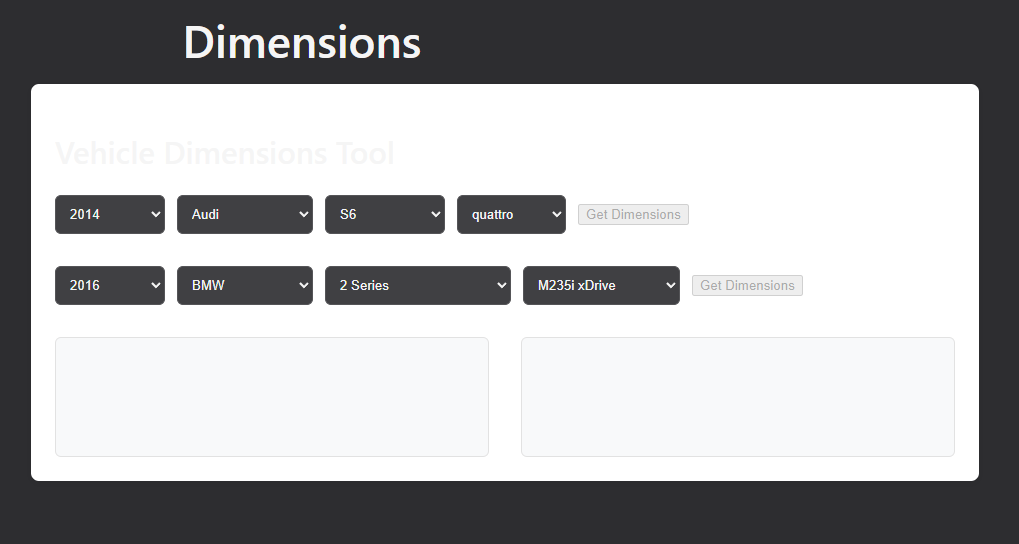 Dimensions
Vehicle Dimensions Tool
2014 Audi S6 quattro Get Dimensions
2016 BMW 2 Series M235i xDrive Get Dimensions